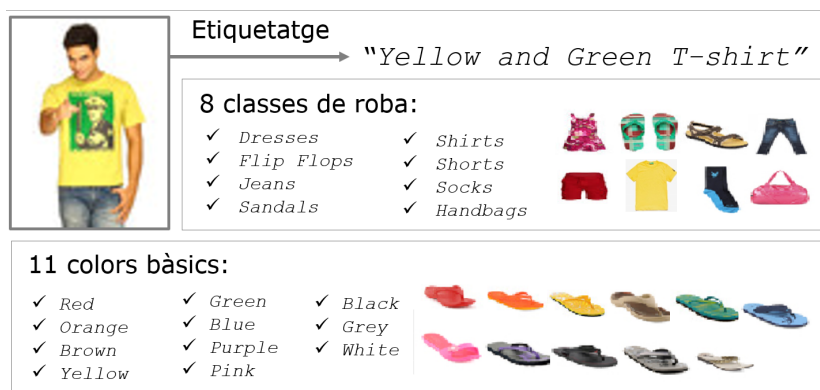 Etiquetatge
"Yellow and Green T-shirt"
8 classes de roba:
✓ Dresses
✓ Flip Flops
✓ Jeans
✓ Sandals
✓ Shirts
✓ Shorts
✓ Socks
✓ Handbags
11 colors bàsics:
✓ Red
✓ Orange
✓ Brown
✓ Yellow
✓ Green
✓ Blue
✓ Purple
✓ Pink
✓ Black
✓ Grey
✓ White